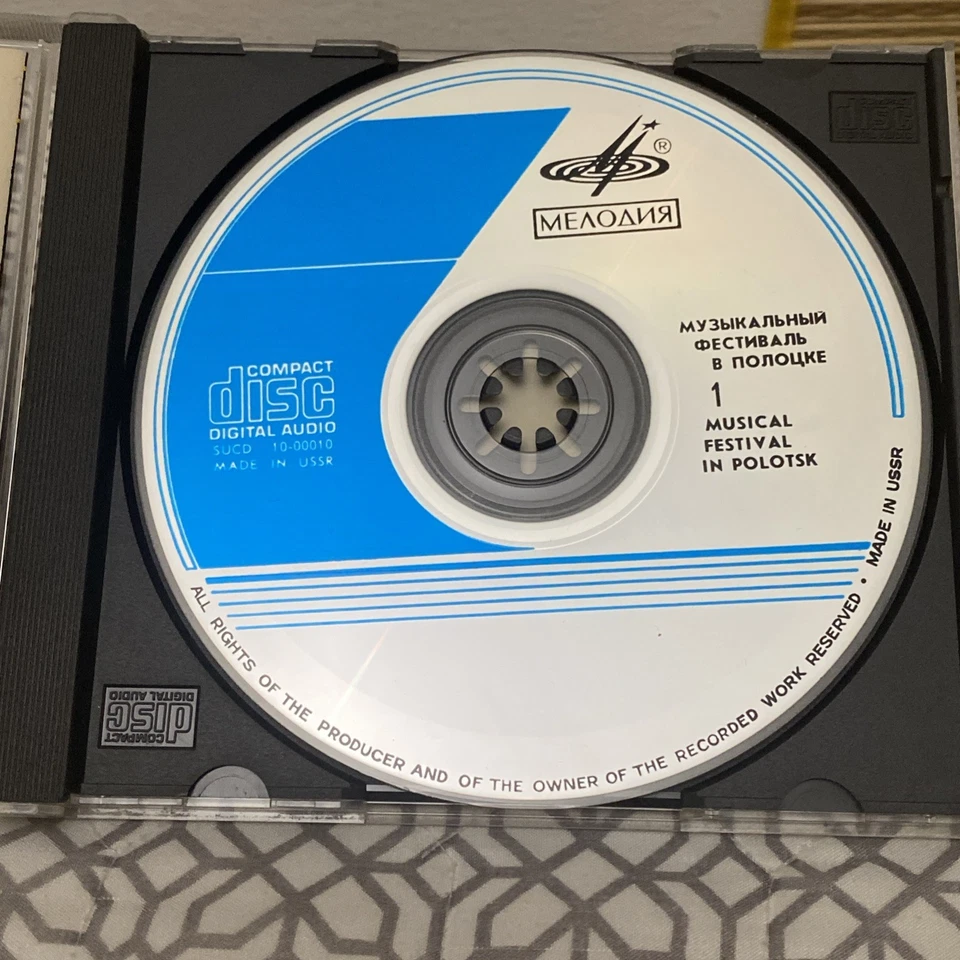 ®
МЕЛОДИЯ
МУЗЫКАЛЬНЫЙ
ФЕСТИВАЛЬ
В ПОЛОЦКЕ
1
MUSICAL
FESTIVAL
IN POLOTSK
COMPACT
disc
DIGITAL AUDIO
SUCD 10-00010
MADE IN USSR
ALL RIGHTS OF THE PRODUCER AND OF THE OWNER OF THE RECORDED WORK RESERVED • MADE IN USSR
COMPACT
disc
COMPACT
disc
DIGITAL AUDIO